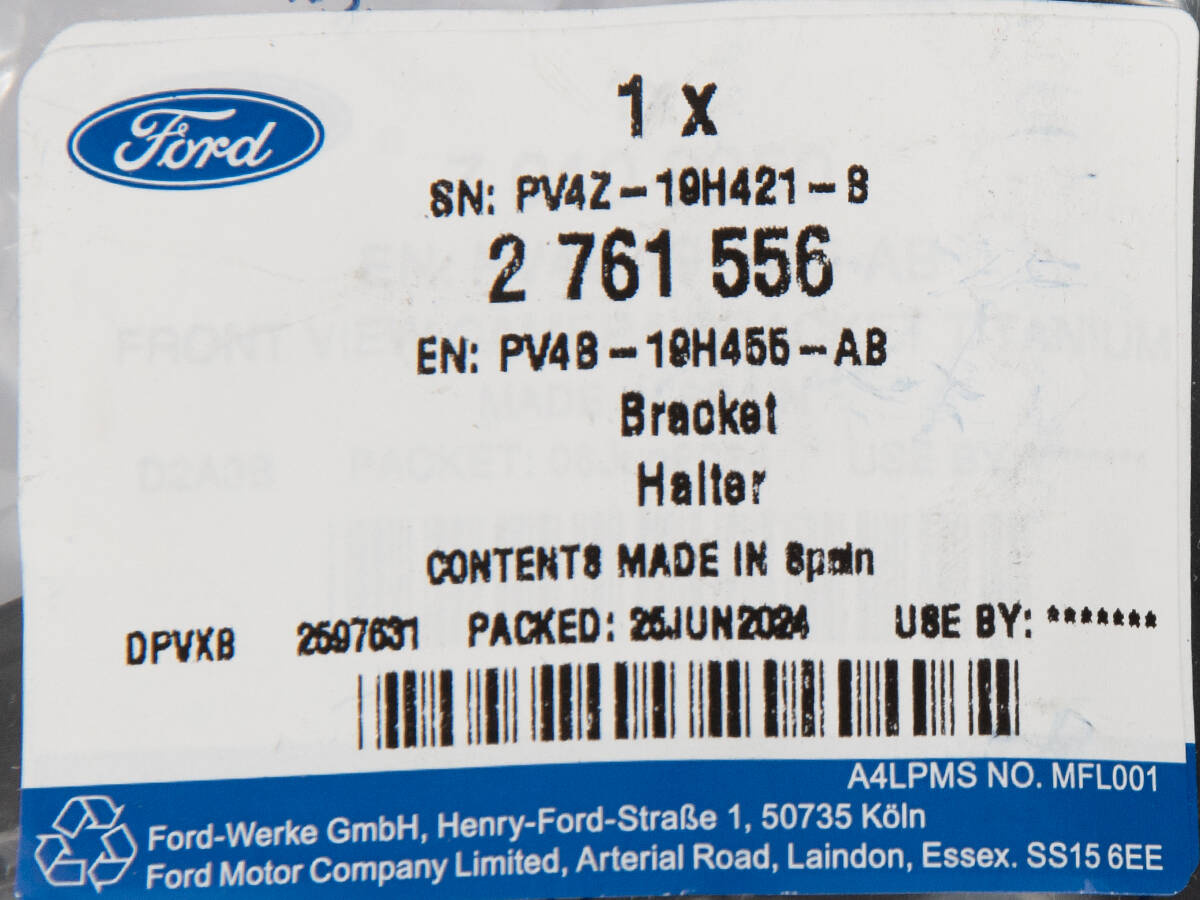 Ford
1 x
SN: PV4Z-19H421-B
2 761 556
EN: PV4B-19H455-AB
Bracket
Halter
CONTENTS MADE IN Spain
DPVXB 2597631 PACKED: 25JUN2024 USE BY: *******
A4LPMS NO. MFL001
Ford-Werke GmbH, Henry-Ford-Straße 1, 50735 Köln
Ford Motor Company Limited, Arterial Road, Laindon, Essex. SS15 6EE